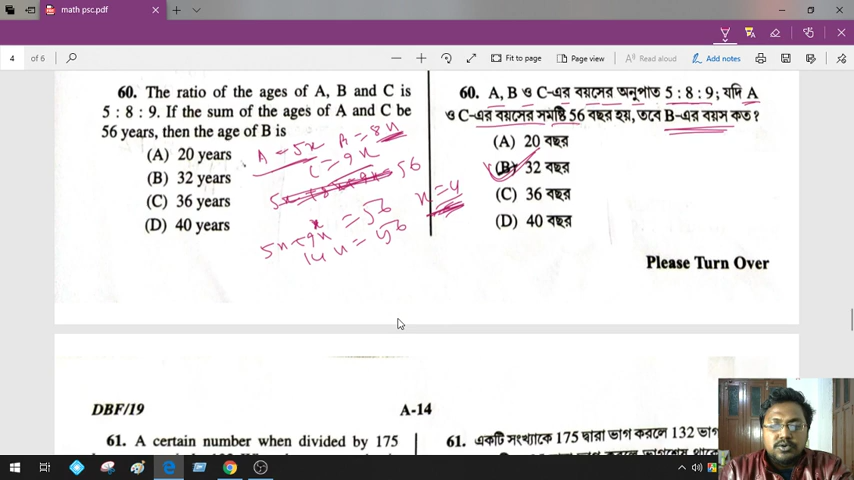 math psc.pdf
4 of 6
Fit to page
Page view
Read aloud
Add notes
60. The ratio of the ages of A, B and C is
5 : 8 : 9. If the sum of the ages of A and C be
56 years, then the age of B is
(A) 20 years
(B) 32 years
(C) 36 years
(D) 40 years
A = 5x
B = 8x
C = 9x
5x + 8x + 9x = 56
5x + 9x = 56
14x = 56
x = 4
60. A, B ও C-এর বয়সের অনুপাত 5 : 8 : 9; যদি A
ও C-এর বয়সের সমষ্টি 56 বছর হয়, তবে B-এর বয়স কত?
(A) 20 বছর
(B) 32 বছর
(C) 36 বছর
(D) 40 বছর
Please Turn Over
DBF/19
A-14
61. A certain number when divided by 175
61. একটি সংখ্যাকে 175 দ্বারা ভাগ করলে 132 ভাগ